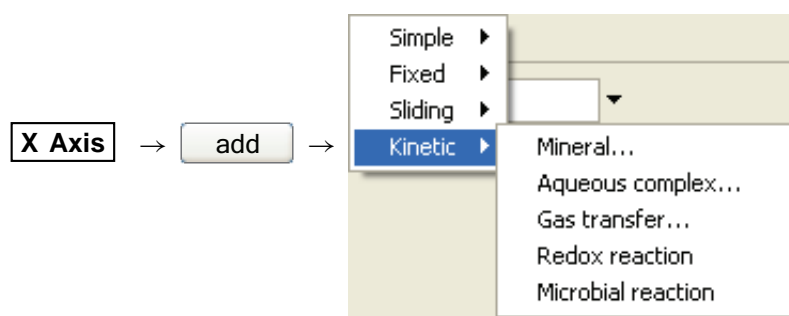 Simple
Fixed
Sliding
X Axis → add → Kinetic Mineral...
Aqueous complex...
Gas transfer...
Redox reaction
Microbial reaction